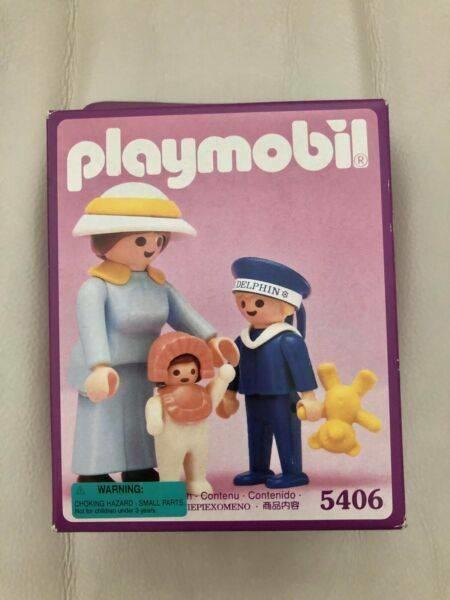 playmobil®
DELPHIN
WARNING:
CHOKING HAZARD - SMALL PARTS
Not for children under 3 years.
Contenu · Contenido ·
ΠΕΡΙΕΧΟΜΕΝΟ · 商品内容
5406